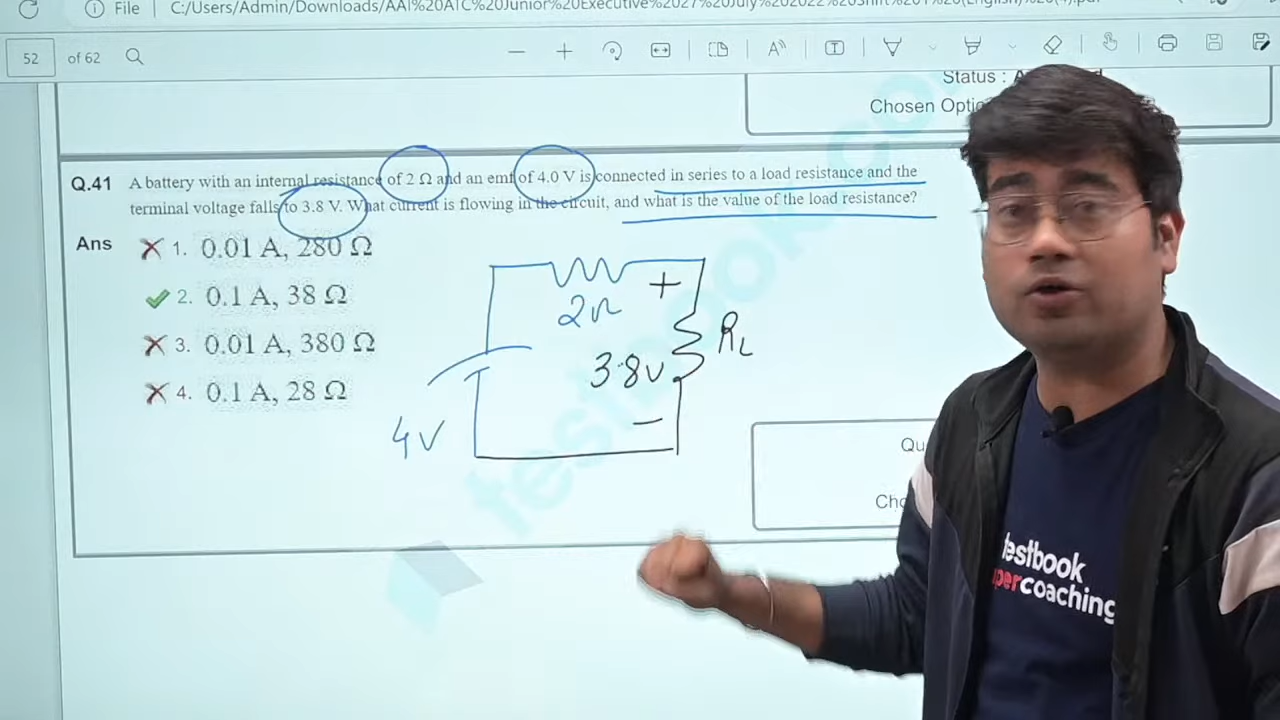 File
C:/Users/Admin/Downloads/AAI%20ATC%20Junior%20Executive%2027%20July%202022%20Shift%201%20(English)%20(4).pdf
52 of 62
Status :
Chosen
Q.41 A battery with an internal resistance of 2 Ω and an emf of 4.0 V is connected in series to a load resistance and the
terminal voltage falls to 3.8 V. What current is flowing in the circuit, and what is the value of the load resistance?
Ans 1. 0.01 A, 280 Ω
2. 0.1 A, 38 Ω
3. 0.01 A, 380 Ω
4. 0.1 A, 28 Ω
2Ω
+
3.8V
RL
4V
−
testbook.co
testbook
supercoaching